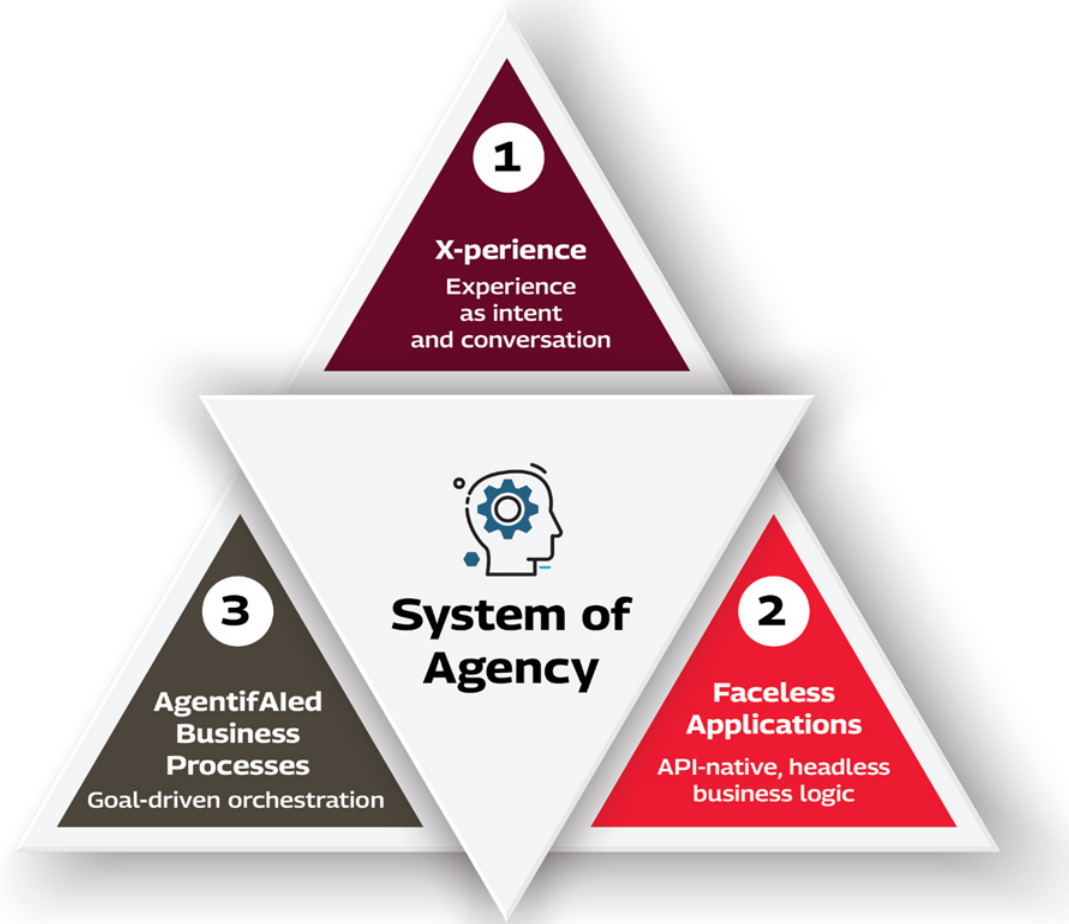 1
X-perience
Experience
as intent
and conversation
System of
Agency
3
AgentifAIed
Business
Processes
Goal-driven orchestration
2
Faceless
Applications
API-native, headless
business logic